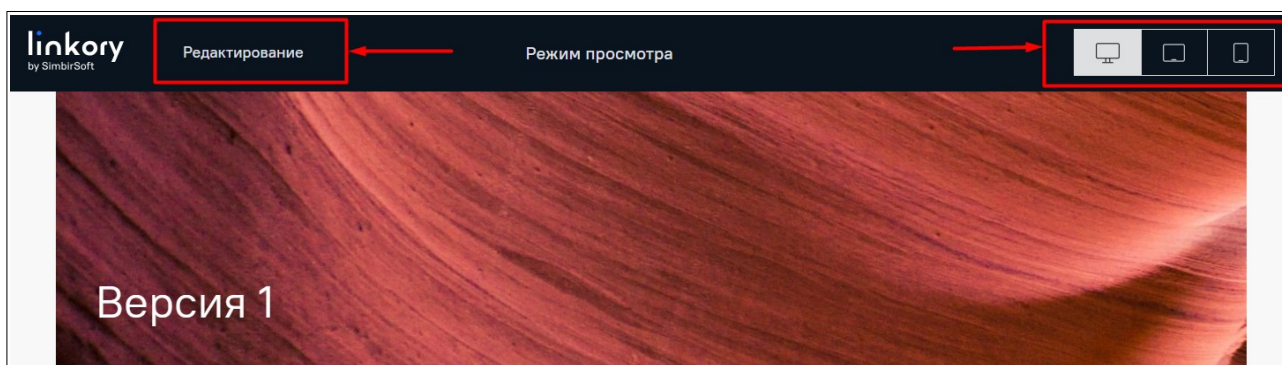 linkory
by SimbirSoft
Редактирование
Режим просмотра
Версия 1